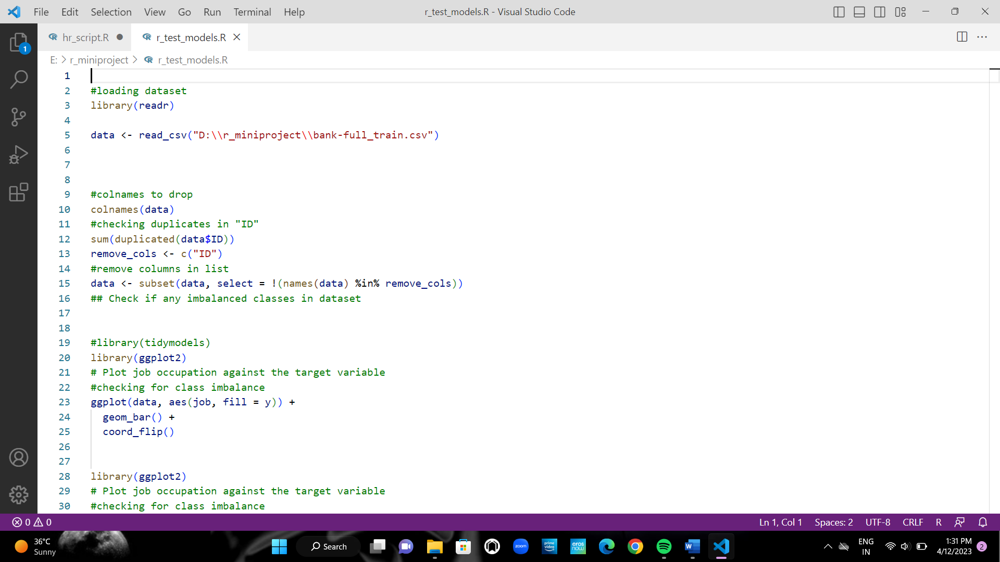 File Edit Selection View Go Run Terminal Help
r_test_models.R - Visual Studio Code
hr_script.R
r_test_models.R
1
E: > r_miniproject > r_test_models.R
1
2 #loading dataset
3 library(readr)
4
5 data <- read_csv("D:\\r_miniproject\\bank-full_train.csv")
6
7
8
9 #colnames to drop
10 colnames(data)
11 #checking duplicates in "ID"
12 sum(duplicated(data$ID))
13 remove_cols <- c("ID")
14 #remove columns in list
15 data <- subset(data, select = !(names(data) %in% remove_cols))
16 ## Check if any imbalanced classes in dataset
17
18
19 #library(tidymodels)
20 library(ggplot2)
21 # Plot job occupation against the target variable
22 #checking for class imbalance
23 ggplot(data, aes(job, fill = y)) +
24   geom_bar() +
25   coord_flip()
26
27
28 library(ggplot2)
29 # Plot job occupation against the target variable
30 #checking for class imbalance
0 0
Ln 1, Col 1 Spaces: 2 UTF-8 CRLF R
36°C
Sunny
Search
zoom
prime video
eros now
W
ENG
IN
1:31 PM
4/12/2023
2